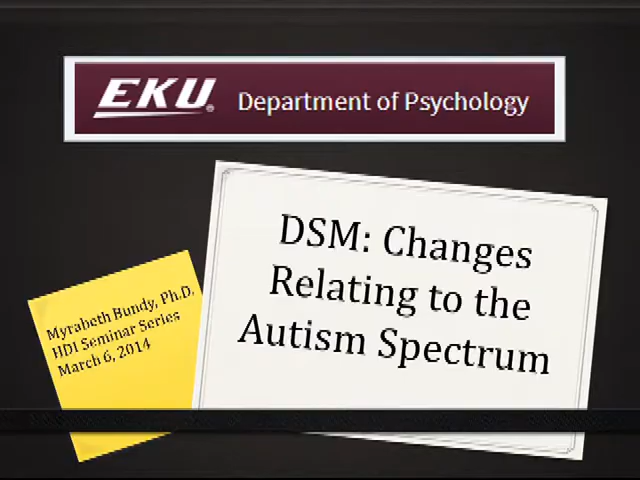 EKU® Department of Psychology
DSM: Changes
Relating to the
Autism Spectrum
Myrabeth Bundy, Ph.D.
HDI Seminar Series
March 6, 2014